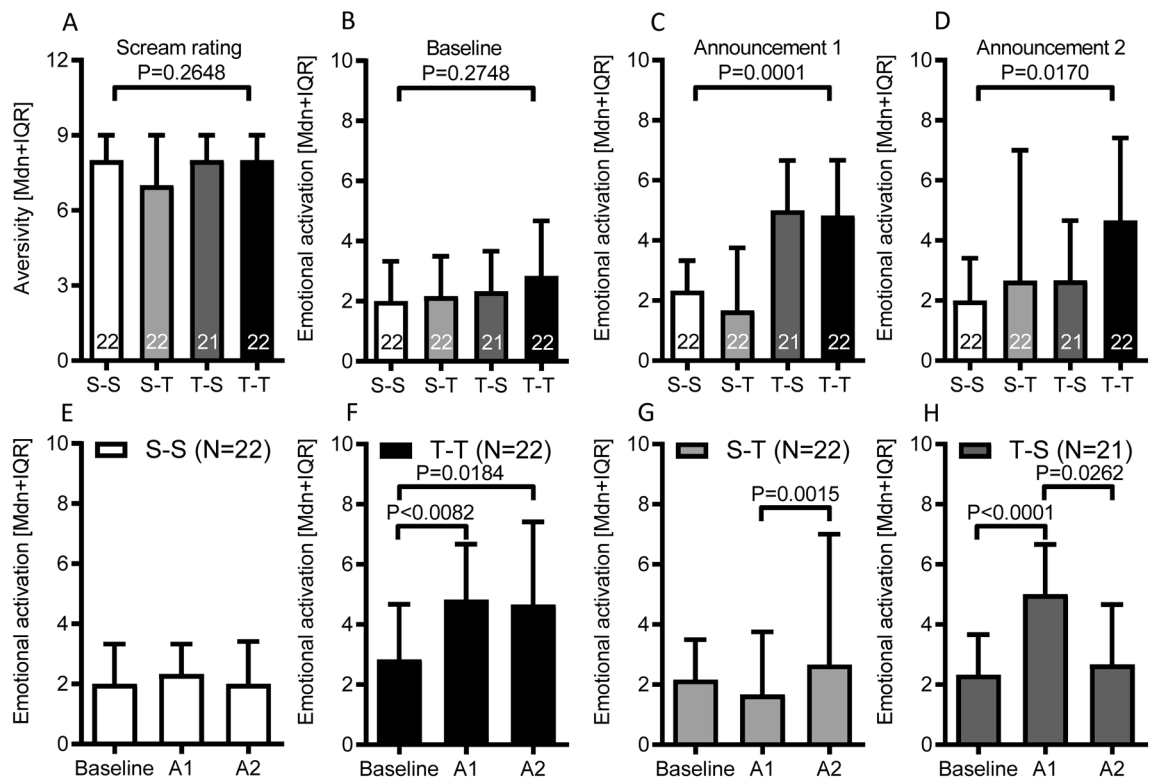 A
Scream rating
P=0.2648
Aversivity [Mdn+IQR]
12
9
6
3
0
22
22
21
22
S-S
S-T
T-S
T-T
B
Baseline
P=0.2748
Emotional activation [Mdn+IQR]
10
8
6
4
2
0
22
22
21
22
S-S
S-T
T-S
T-T
C
Announcement 1
P=0.0001
Emotional activation [Mdn+IQR]
10
8
6
4
2
0
22
22
21
22
S-S
S-T
T-S
T-T
D
Announcement 2
P=0.0170
Emotional activation [Mdn+IQR]
10
8
6
4
2
0
22
22
21
22
S-S
S-T
T-S
T-T
E
S-S (N=22)
Emotional activation [Mdn+IQR]
10
8
6
4
2
0
Baseline
A1
A2
F
T-T (N=22)
P=0.0184
P<0.0082
Emotional activation [Mdn+IQR]
10
8
6
4
2
0
Baseline
A1
A2
G
S-T (N=22)
P=0.0015
Emotional activation [Mdn+IQR]
10
8
6
4
2
0
Baseline
A1
A2
H
T-S (N=21)
P=0.0262
P<0.0001
Emotional activation [Mdn+IQR]
10
8
6
4
2
0
Baseline
A1
A2